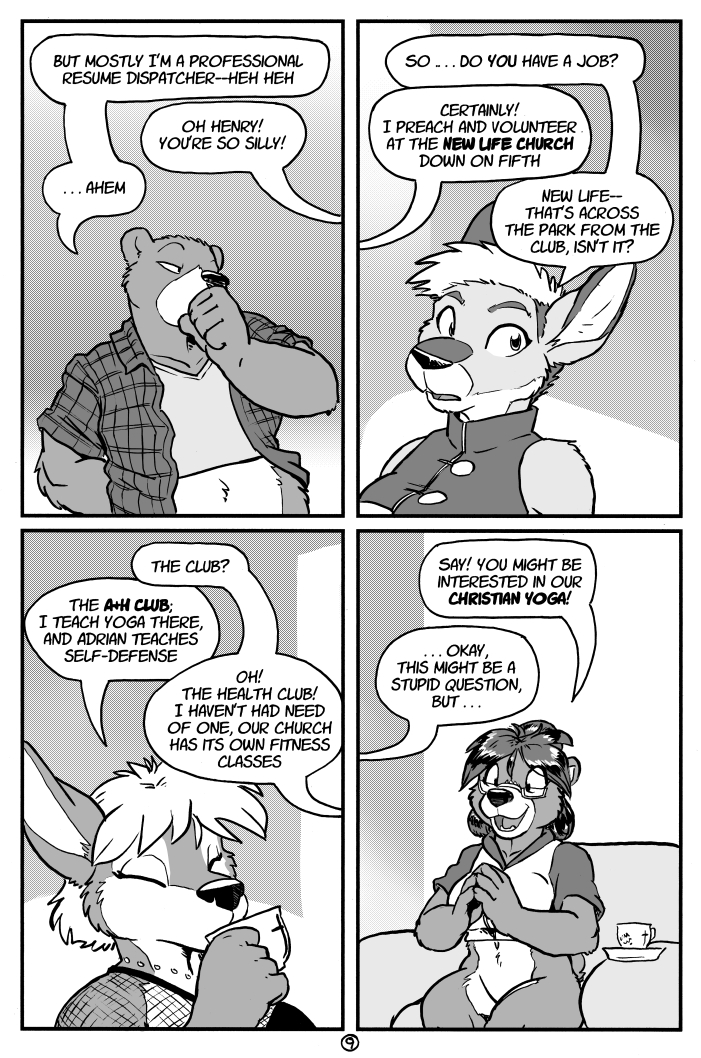 BUT MOSTLY I'M A PROFESSIONAL
RESUME DISPATCHER--HEH HEH
OH HENRY!
YOU'RE SO SILLY!
. . . AHEM
SO . . . . DO YOU HAVE A JOB?
CERTAINLY!
I PREACH AND VOLUNTEER
AT THE NEW LIFE CHURCH
DOWN ON FIFTH
NEW LIFE--
THAT'S ACROSS
THE PARK FROM THE
CLUB, ISN'T IT?
THE CLUB?
THE A+H CLUB;
I TEACH YOGA THERE,
AND ADRIAN TEACHES
SELF-DEFENSE
OH!
THE HEALTH CLUB!
I HAVEN'T HAD NEED
OF ONE, OUR CHURCH
HAS ITS OWN FITNESS
CLASSES
SAY! YOU MIGHT BE
INTERESTED IN OUR
CHRISTIAN YOGA!
. . . OKAY,
THIS MIGHT BE A
STUPID QUESTION,
BUT . . .
9